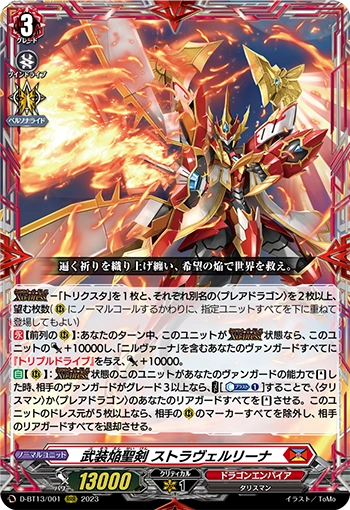 3
グレード
ツインドライブ
ペルソナライド
遍く祈りを織り上げ纏い、希望の焔で世界を救え。
－「トリクスタ」を１枚と、それぞれ別名の〈プレアドラゴン〉を２枚以上、
望む枚数（ にノーマルコールするかわりに、指定ユニットすべてを下に重ねて
登場してもよい）
永【前列の】：あなたのターン中、このユニットが 状態なら、このユ
ニットの +10000し、「ニルヴァーナ」を含むあなたのヴァンガードすべてに
『トリプルドライブ』を与え、 +10000。
自 ： 状態のこのユニットがあなたのヴァンガードの能力で し
た時、相手のヴァンガードがグレード３以上なら、 【 】することで、〈タリ
スマン〉か〈プレアドラゴン〉のあなたのリアガードすべてを させる。このユニ
ットのドレス元が５枚以上なら、相手の のマーカーすべてを除外し、相手の
リアガードすべてを退却させる。
ノーマルユニット
武装焔聖剣 ストラヴェルリーナ
パワー
13000
クリティカル
1
ドラゴンエンパイア
タリスマン
D-BT13/001 RRR 2023
イラスト／ToMo